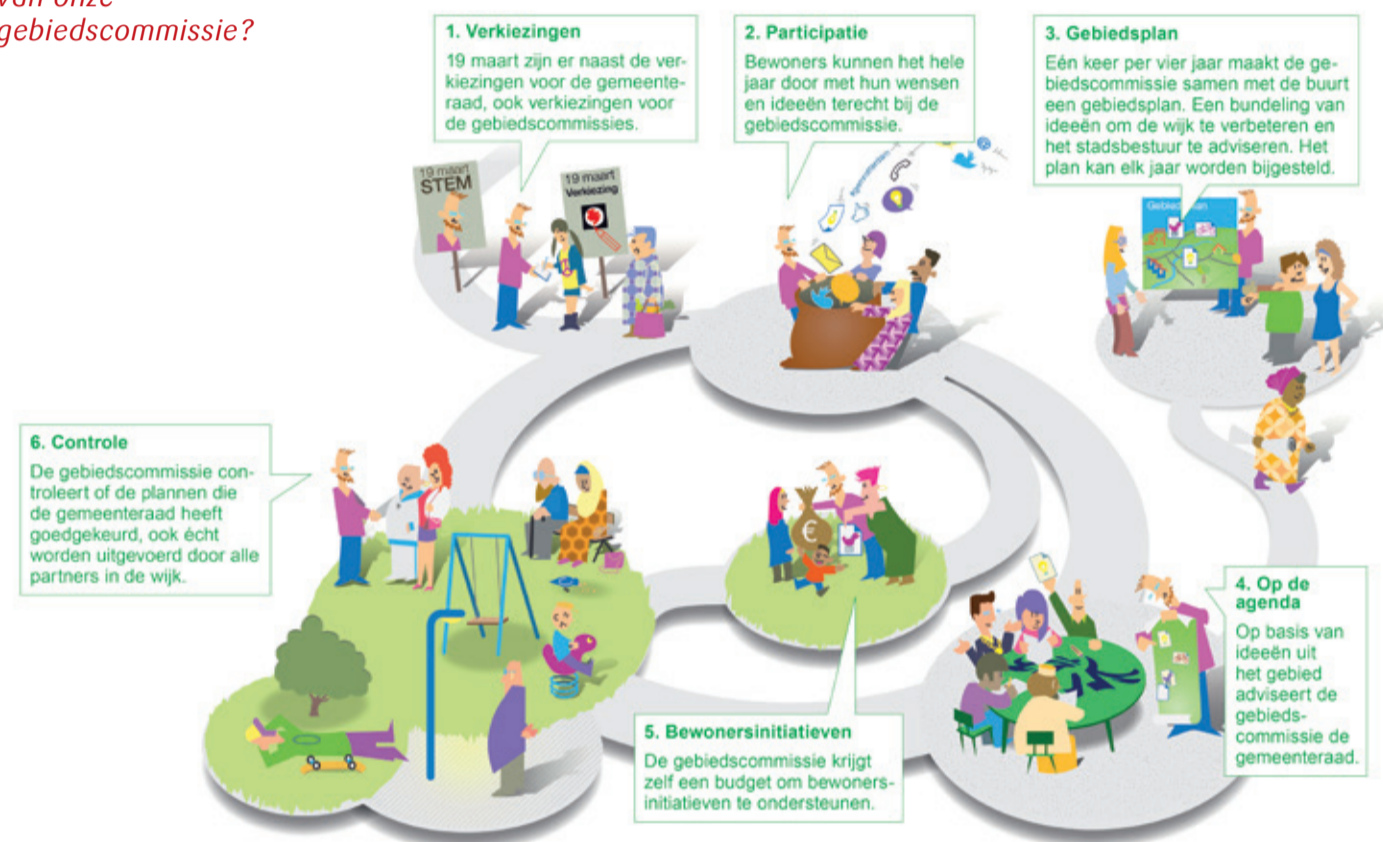 van onze
gebiedscommissie?
1. Verkiezingen
19 maart zijn er naast de ver-
kiezingen voor de gemeente-
raad, ook verkiezingen voor
de gebiedscommissies.
2. Participatie
Bewoners kunnen het hele
jaar door met hun wensen
en ideeën terecht bij de
gebiedscommissie.
3. Gebiedsplan
Eén keer per vier jaar maakt de ge-
biedscommissie samen met de buurt
een gebiedsplan. Een bundeling van
ideeën om de wijk te verbeteren en
het stadsbestuur te adviseren. Het
plan kan elk jaar worden bijgesteld.
19 maart
STEM
19 maart
Verkiezing
6. Controle
De gebiedscommissie con-
troleert of de plannen die
de gemeenteraad heeft
goedgekeurd, ook écht
worden uitgevoerd door alle
partners in de wijk.
€
4. Op de
agenda
Op basis van
ideeën uit
het gebied
adviseert de
gebieds-
commissie de
gemeenteraad.
5. Bewonersinitiatieven
De gebiedscommissie krijgt
zelf een budget om bewoners-
initiatieven te ondersteunen.